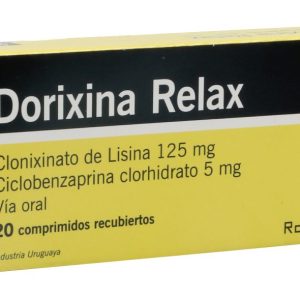 Dorixina Relax
Clonixinato de Lisina 125 mg
Ciclobenzaprina clorhidrato 5 mg
Vía oral
20 comprimidos recubiertos
Industria Uruguaya